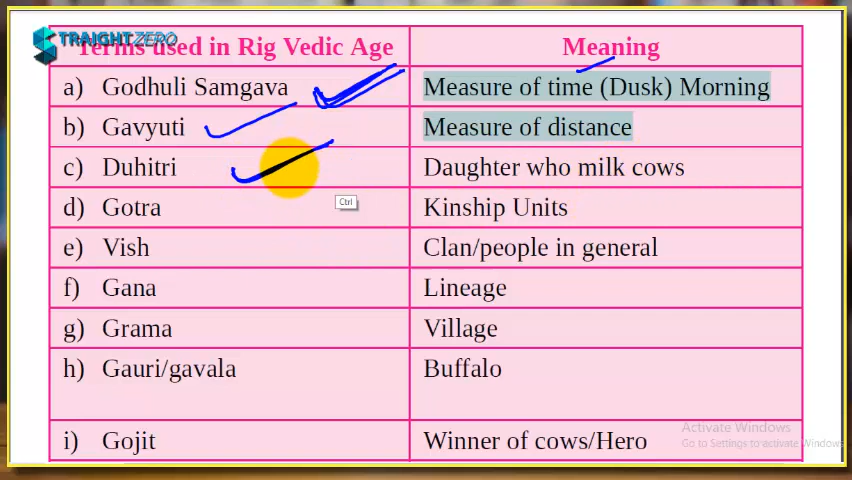 STRAIGHTZERO
Terms used in Rig Vedic Age Meaning
a) Godhuli Samgava Measure of time (Dusk) Morning
b) Gavyuti Measure of distance
c) Duhitri Daughter who milk cows
d) Gotra Kinship Units
Ctrl
e) Vish Clan/people in general
f) Gana Lineage
g) Grama Village
h) Gauri/gavala Buffalo
Activate Windows
Go to Settings to activate Windows
i) Gojit Winner of cows/Hero